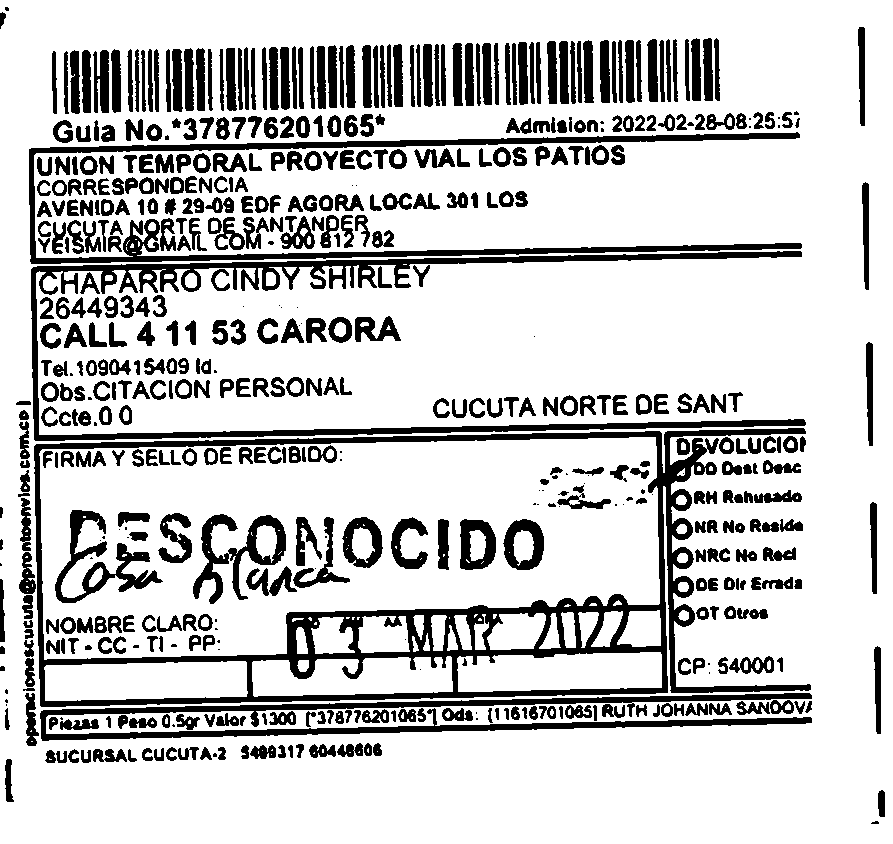 Guia No.*378776201065*
Admision: 2022-02-28-08:25:57
UNION TEMPORAL PROYECTO VIAL LOS PATIOS
CORRESPONDENCIA
AVENIDA 10 # 29-09 EDF AGORA LOCAL 301 LOS
CUCUTA NORTE DE SANTANDER
YEISMIR@GMAIL COM - 900 812 782
CHAPARRO CINDY SHIRLEY
26449343
CALL 4 11 53 CARORA
Tel.1090415409 Id.
Obs.CITACION PERSONAL
Ccte.0 0
CUCUTA NORTE DE SANT
operacionescucuta@prontoenvios.com.co |
FIRMA Y SELLO DE RECIBIDO:
DESCONOCIDO
Casa blanca
NOMBRE CLARO:
NIT - CC - TI - PP:
03 MAR 2022
DEVOLUCION
DO Dest Desc
RH Rehusado
NR No Reside
NRC No Recl
DE Dir Errada
OT Otros
CP: 540001
Piezas 1 Peso 0.5gr Valor $1300 [*378776201065*] Ods: [11616701065] RUTH JOHANNA SANDOVA
SUCURSAL CUCUTA-2 5499317 60448606